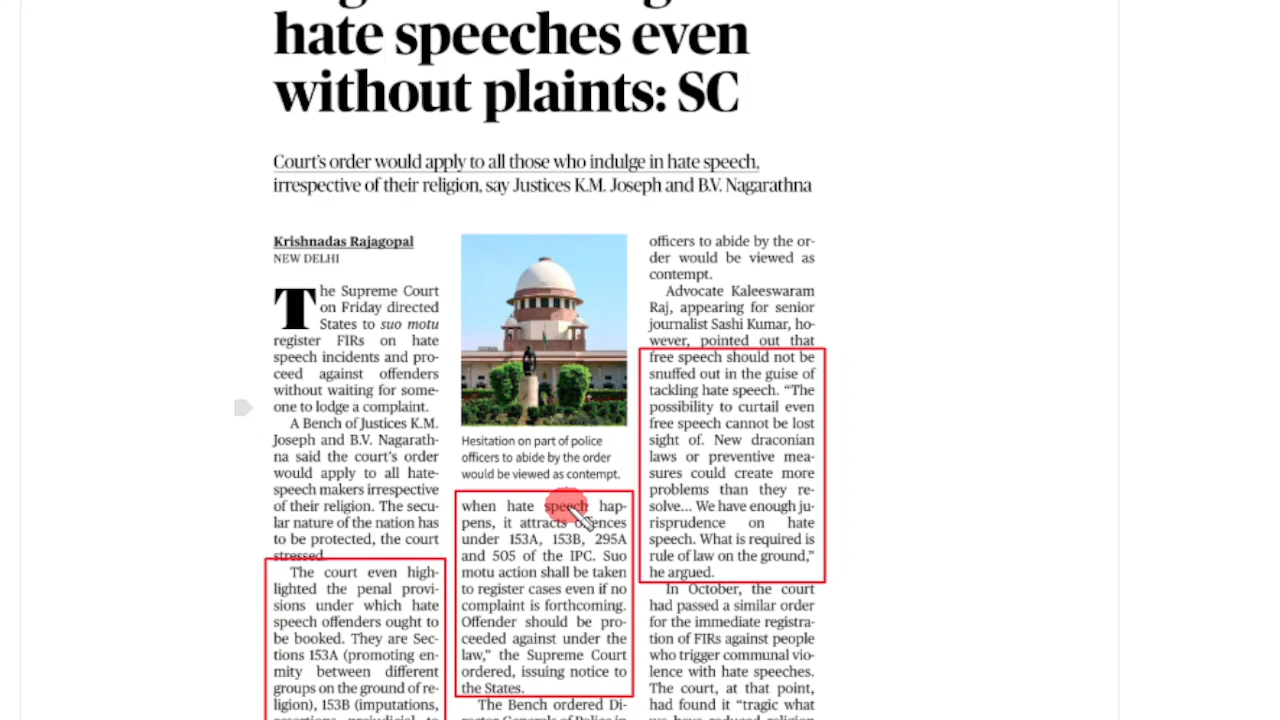 hate speeches even
without plaints: SC
Court's order would apply to all those who indulge in hate speech,
irrespective of their religion, say Justices K.M. Joseph and B.V. Nagarathna
Krishnadas Rajagopal
NEW DELHI
The Supreme Court
on Friday directed
States to suo motu
register FIRs on hate
speech incidents and pro-
ceed against offenders
without waiting for some-
one to lodge a complaint.
A Bench of Justices K.M.
Joseph and B.V. Nagarath-
na said the court's order
would apply to all hate-
speech makers irrespective
of their religion. The secu-
lar nature of the nation has
to be protected, the court
stressed.
The court even high-
lighted the penal provi-
sions under which hate
speech offenders ought to
be booked. They are Sec-
tions 153A (promoting en-
mity between different
groups on the ground of re-
ligion), 153B (imputations,
assertions prejudicial to
Hesitation on part of police
officers to abide by the order
would be viewed as contempt.
when hate speech hap-
pens, it attracts offences
under 153A, 153B, 295A
and 505 of the IPC. Suo
motu action shall be taken
to register cases even if no
complaint is forthcoming.
Offender should be pro-
ceeded against under the
law,” the Supreme Court
ordered, issuing notice to
the States.
The Bench ordered Di-
rector Generals of Police in
officers to abide by the or-
der would be viewed as
contempt.
Advocate Kaleeswaram
Raj, appearing for senior
journalist Sashi Kumar, ho-
wever, pointed out that
free speech should not be
snuffed out in the guise of
tackling hate speech. “The
possibility to curtail even
free speech cannot be lost
sight of. New draconian
laws or preventive mea-
sures could create more
problems than they re-
solve... We have enough ju-
risprudence on hate
speech. What is required is
rule of law on the ground,”
he argued.
In October, the court
had passed a similar order
for the immediate registra-
tion of FIRs against people
who trigger communal vio-
lence with hate speeches.
The court, at that point,
had found it “tragic what
we have reduced religion